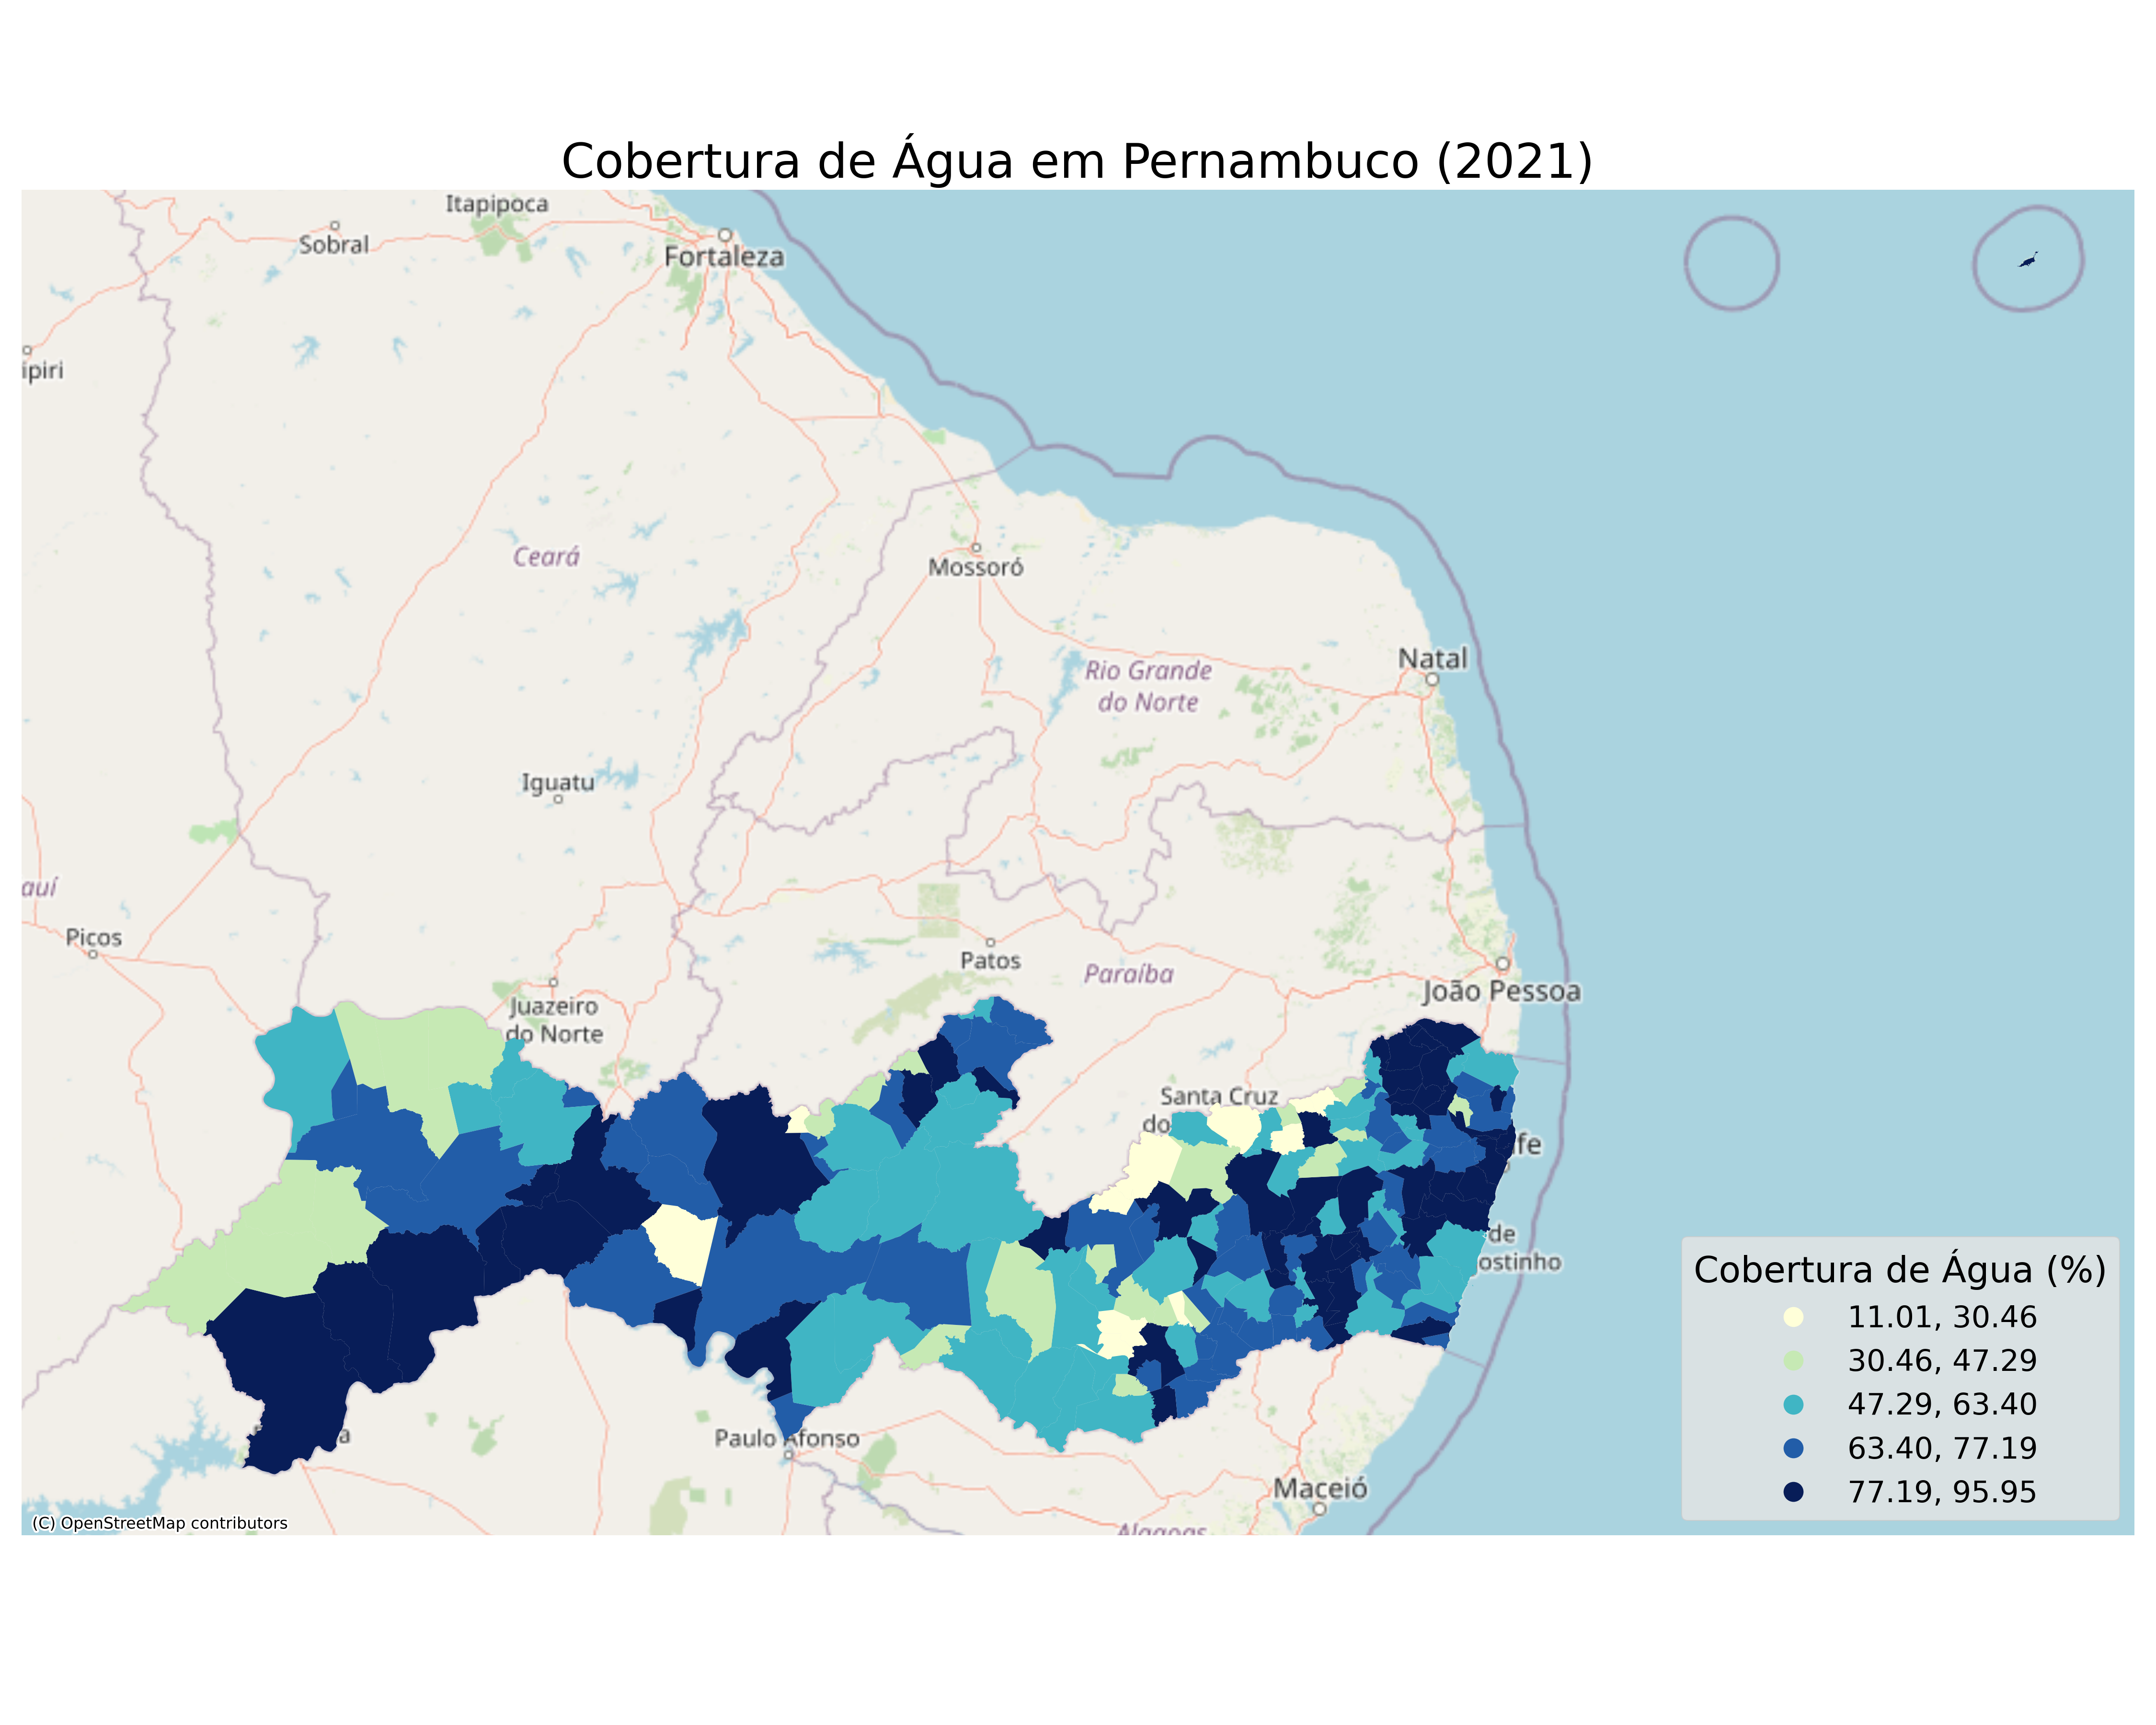 Cobertura de Água em Pernambuco (2021)
Itapipoca
Sobral
Fortaleza
ipiri
Ceará
Mossoró
Natal
Rio Grande
do Norte
Iguatu
auí
Picos
Patos
Paraíba
João Pessoa
Juazeiro
do Norte
Santa Cruz
do
ife
de
ostinho
Paulo Afonso
a
Maceió
Alagoas
(C) OpenStreetMap contributors
Cobertura de Água (%)
11.01, 30.46
30.46, 47.29
47.29, 63.40
63.40, 77.19
77.19, 95.95